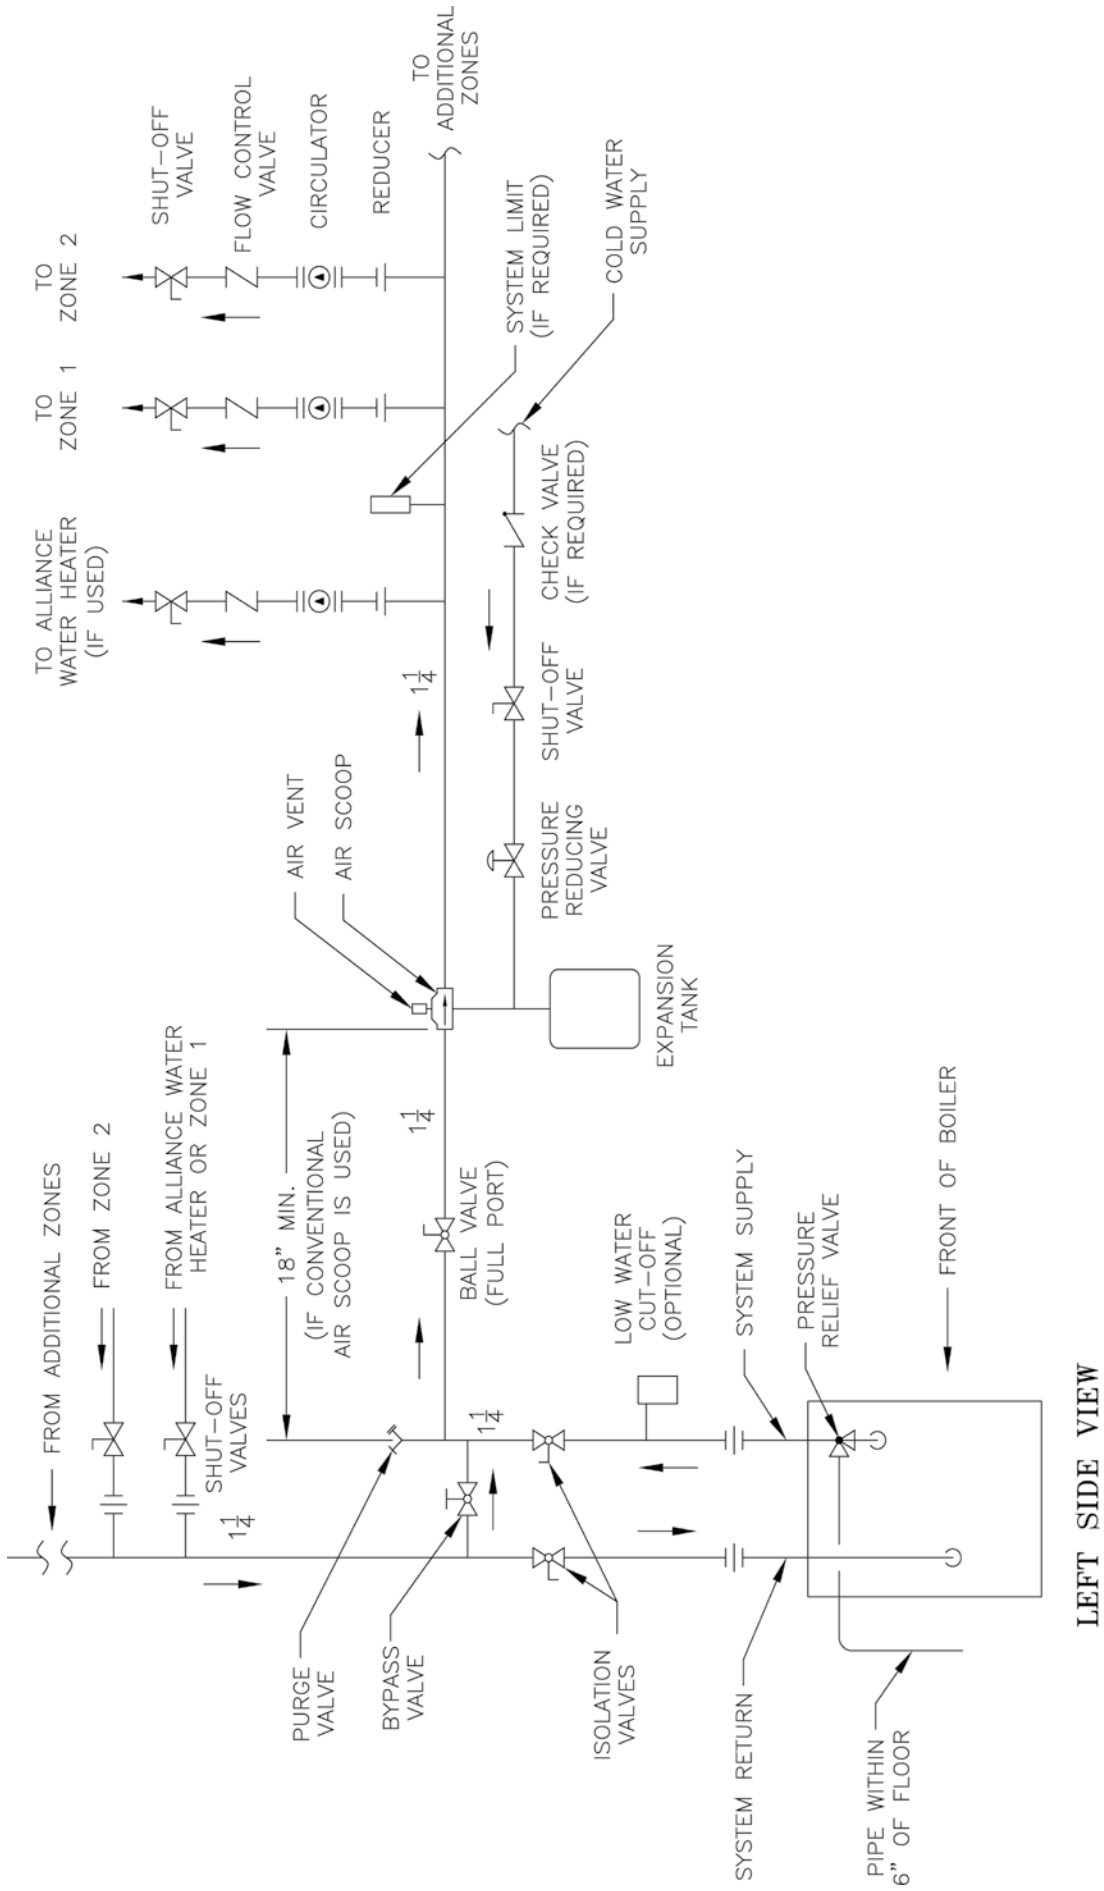 FROM ADDITIONAL ZONES
FROM ZONE 2
FROM ALLIANCE WATER
HEATER OR ZONE 1
SHUT-OFF
VALVES
1 1/4
18" MIN.
(IF CONVENTIONAL
AIR SCOOP IS USED)
AIR VENT
AIR SCOOP
TO ALLIANCE
WATER HEATER
(IF USED)
TO
ZONE 1
TO
ZONE 2
SHUT-OFF
VALVE
FLOW CONTROL
VALVE
CIRCULATOR
REDUCER
TO
ADDITIONAL
ZONES
PURGE
VALVE
BYPASS
VALVE
1 1/4
1 1/4
1 1/4
BALL VALVE
(FULL PORT)
SYSTEM LIMIT
(IF REQUIRED)
COLD WATER
SUPPLY
CHECK VALVE
(IF REQUIRED)
SHUT-OFF
VALVE
PRESSURE
REDUCING
VALVE
EXPANSION
TANK
ISOLATION
VALVES
LOW WATER
CUT-OFF
(OPTIONAL)
SYSTEM SUPPLY
SYSTEM RETURN
PRESSURE
RELIEF VALVE
PIPE WITHIN
6" OF FLOOR
FRONT OF BOILER
LEFT SIDE VIEW